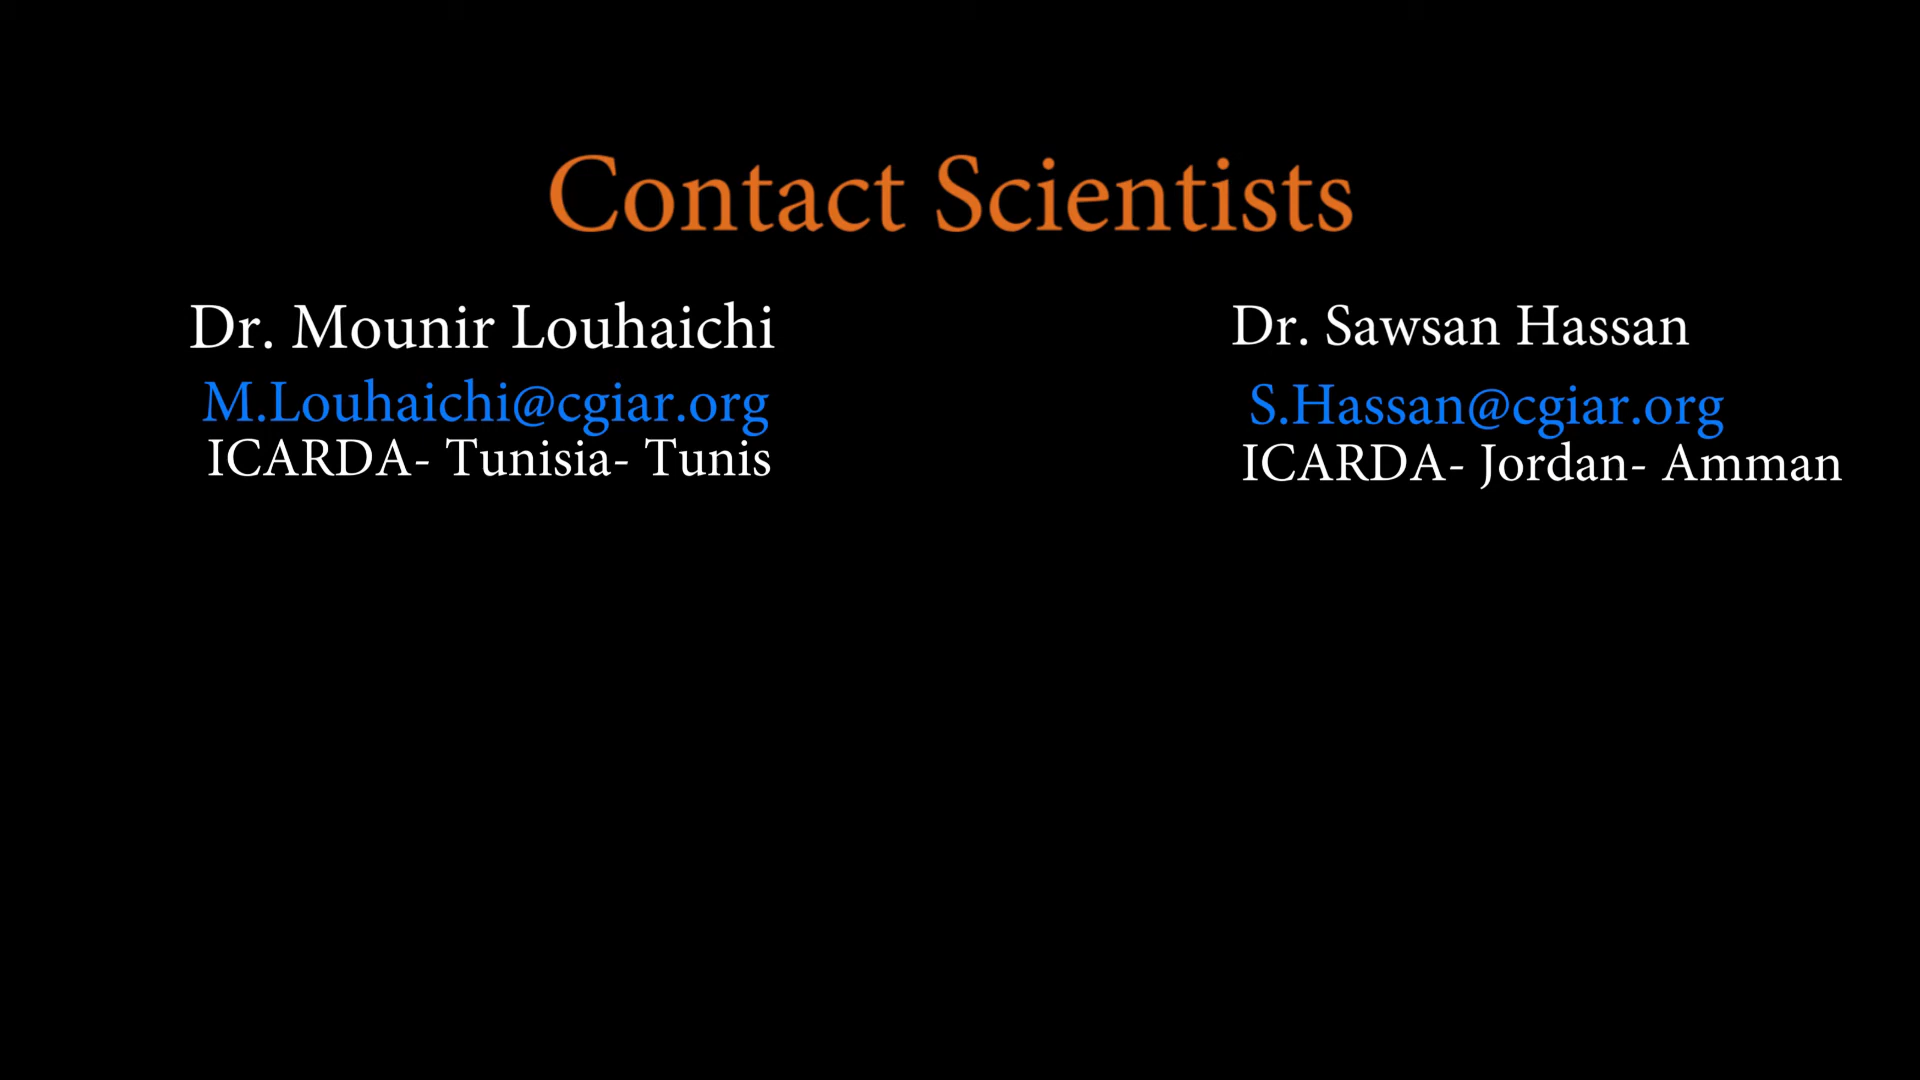 Contact Scientists
Dr. Mounir Louhaichi
M.Louhaichi@cgiar.org
ICARDA- Tunisia- Tunis
Dr. Sawsan Hassan
S.Hassan@cgiar.org
ICARDA- Jordan- Amman